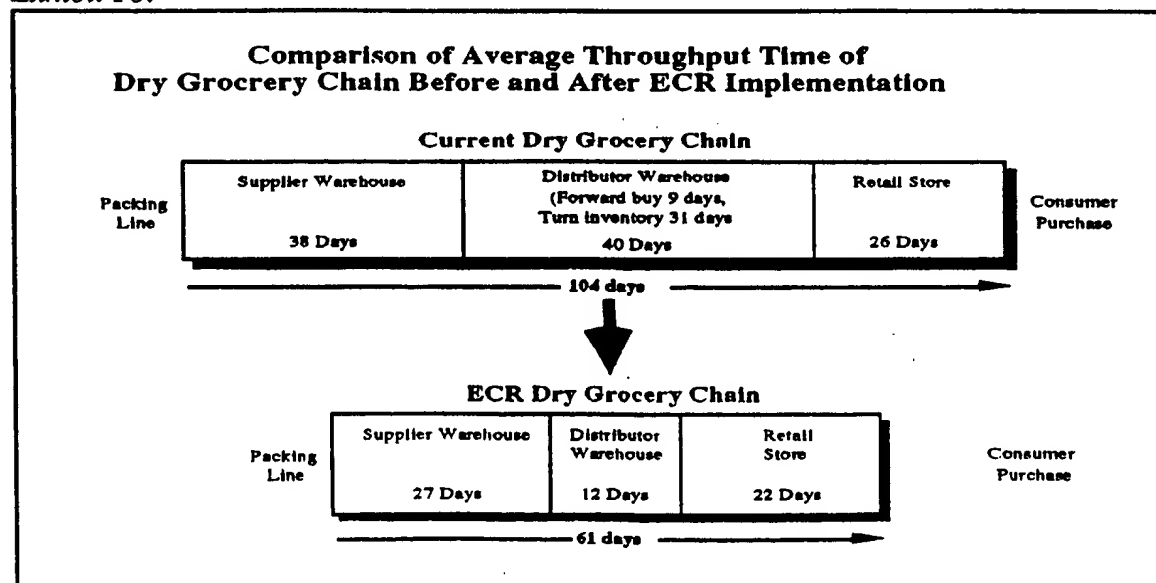 Comparison of Average Throughput Time of
Dry Grocrery Chain Before and After ECR Implementation
Current Dry Grocery Chain
Packing
Line
Supplier Warehouse
38 Days
Distributor Warehouse
(Forward buy 9 days,
Turn inventory 31 days
40 Days
Retail Store
26 Days
Consumer
Purchase
104 days
ECR Dry Grocery Chain
Packing
Line
Supplier Warehouse
27 Days
Distributor
Warehouse
12 Days
Retail
Store
22 Days
Consumer
Purchase
61 days